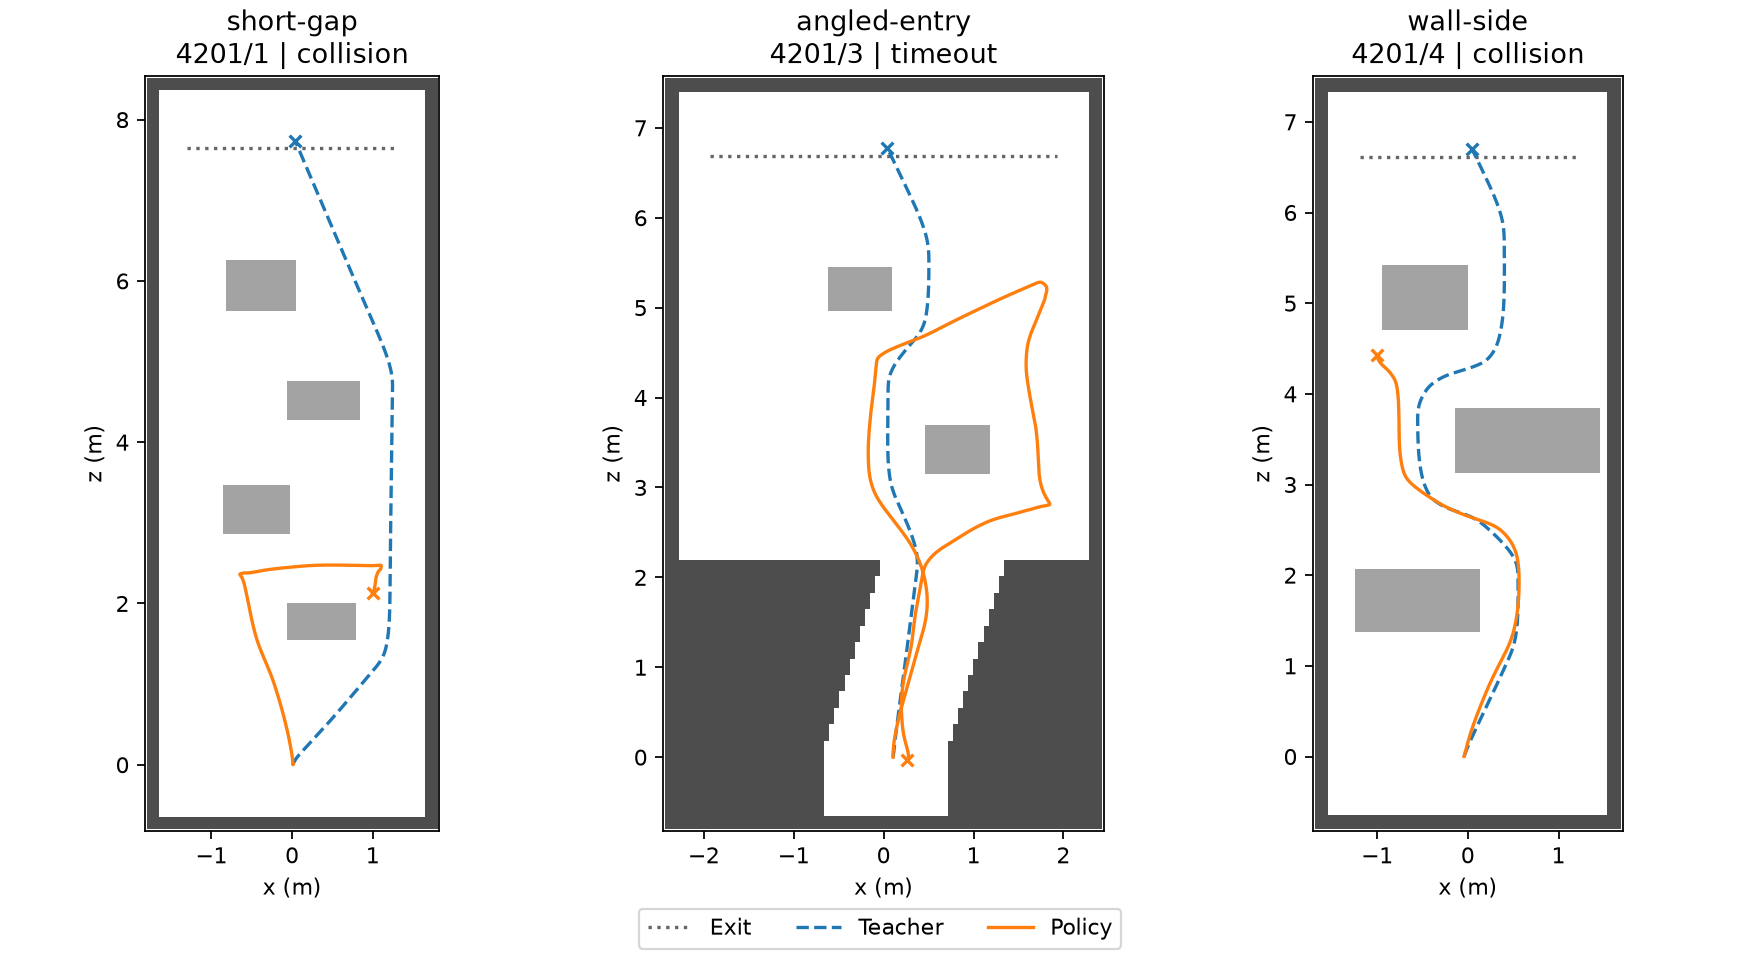 short-gap
4201/1 | collision
angled-entry
4201/3 | timeout
wall-side
4201/4 | collision
8
6
4
2
0
z (m)
−1
0
1
x (m)
7
6
5
4
3
2
1
0
z (m)
−2
−1
0
1
2
x (m)
7
6
5
4
3
2
1
0
z (m)
−1
0
1
x (m)
Exit
Teacher
Policy